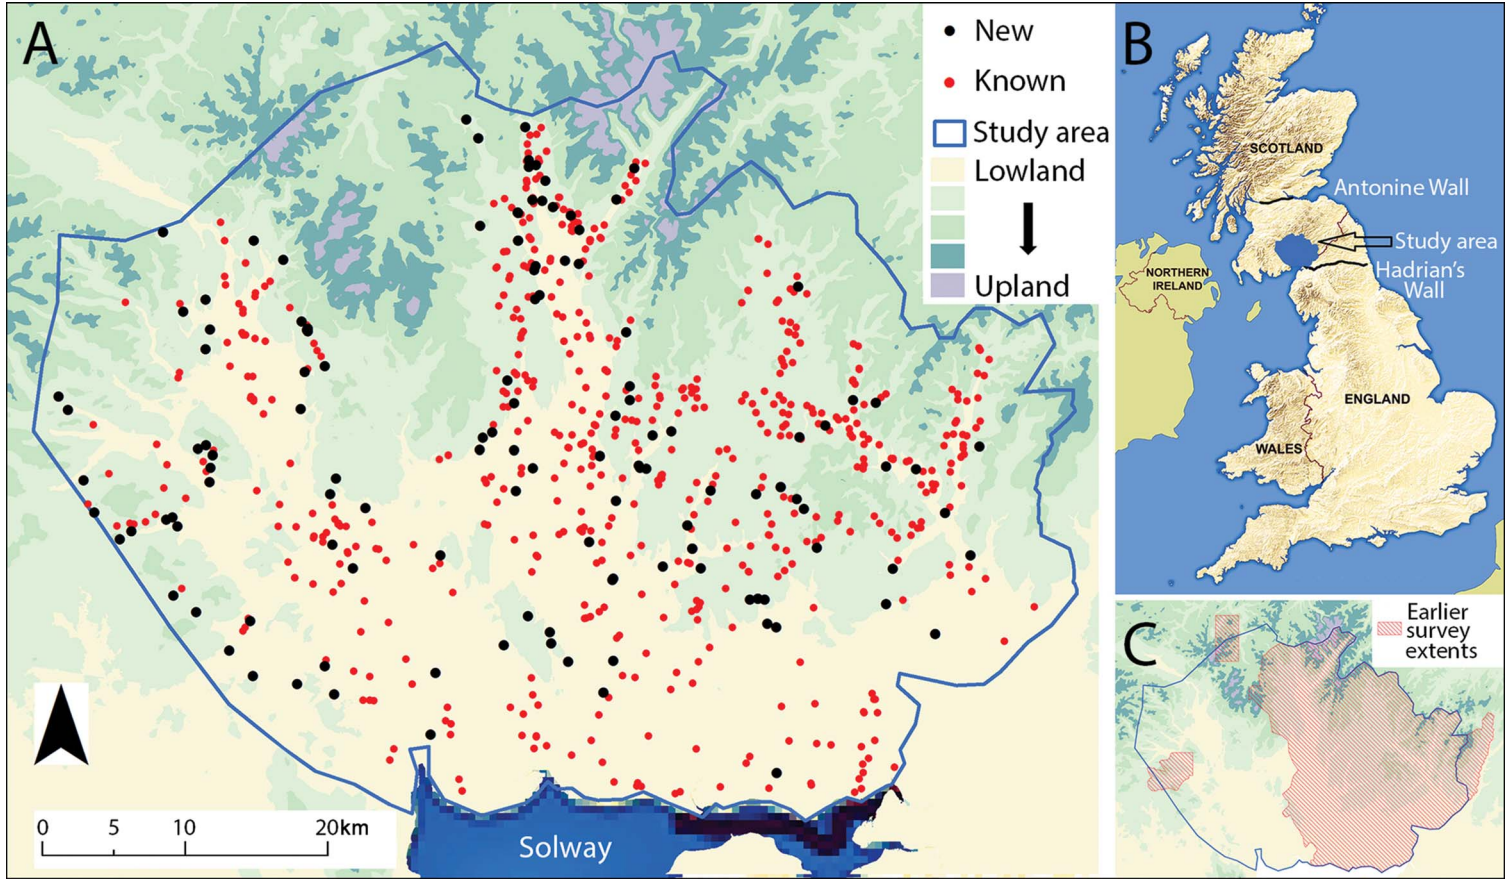 A
New
Known
Study area
Lowland
Upland
0 5 10 20km
Solway
B
SCOTLAND
Antonine Wall
Study area
Hadrian's
Wall
NORTHERN
IRELAND
ENGLAND
WALES
C
Earlier
survey
extents